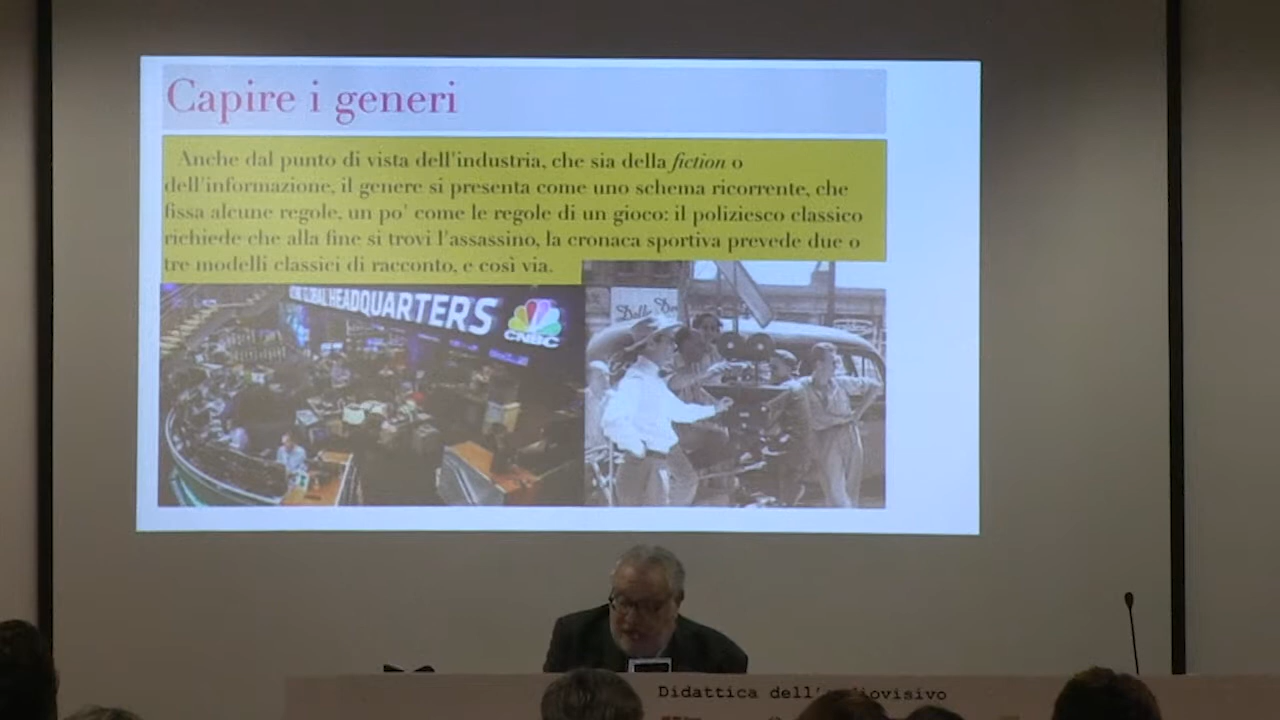 Capire i generi
Anche dal punto di vista dell'industria, che sia della fiction o
dell'informazione, il genere si presenta come uno schema ricorrente, che
fissa alcune regole, un po' come le regole di un gioco: il poliziesco classico
richiede che alla fine si trovi l'assassino, la cronaca sportiva prevede due o
tre modelli classici di racconto, e così via.
GLOBAL HEADQUARTERS
CNBC
Didattica dell'audiovisivo